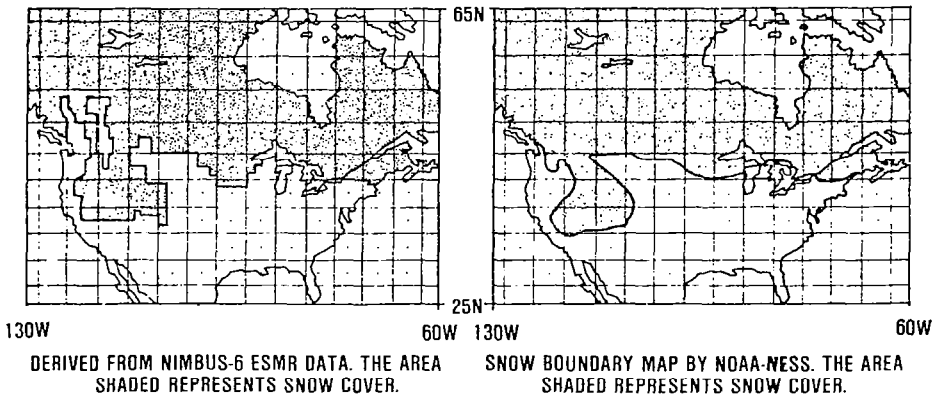 65N
25N
130W
60W
130W
60W
DERIVED FROM NIMBUS-6 ESMR DATA. THE AREA
SHADED REPRESENTS SNOW COVER.
SNOW BOUNDARY MAP BY NOAA-NESS. THE AREA
SHADED REPRESENTS SNOW COVER.